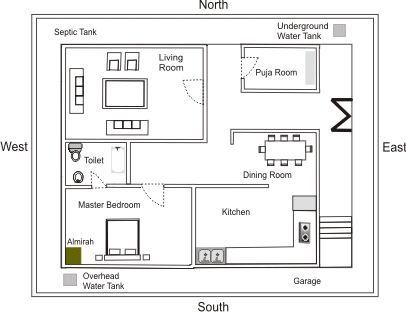 North
Septic Tank
Underground
Water Tank
Living
Room
Puja Room
West
East
Toilet
Dining Room
Master Bedroom
Kitchen
Almirah
Overhead
Water Tank
Garage
South